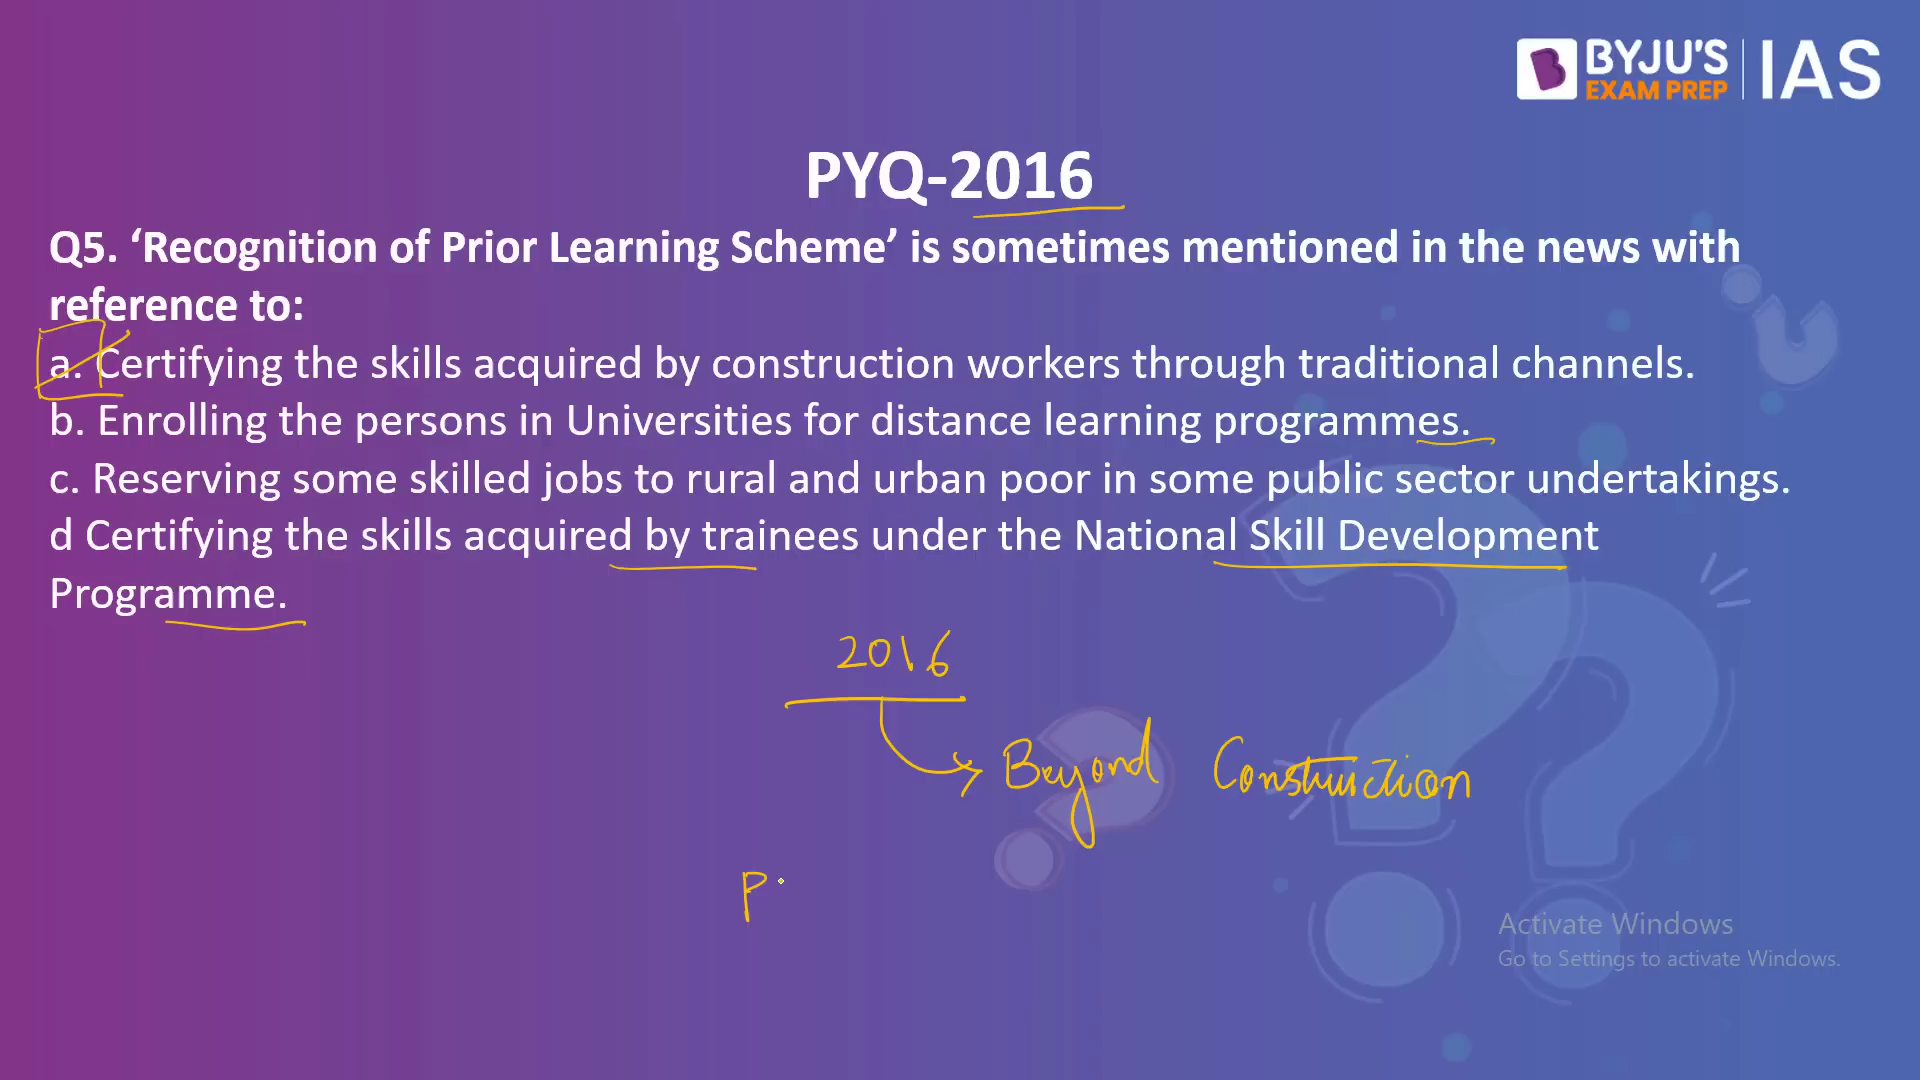 BYJU'S IAS
EXAM PREP
PYQ-2016
Q5. ‘Recognition of Prior Learning Scheme’ is sometimes mentioned in the news with
reference to:
a. Certifying the skills acquired by construction workers through traditional channels.
b. Enrolling the persons in Universities for distance learning programmes.
c. Reserving some skilled jobs to rural and urban poor in some public sector undertakings.
d Certifying the skills acquired by trainees under the National Skill Development
Programme.
2016
Beyond Construction
P
Activate Windows
Go to Settings to activate Windows.